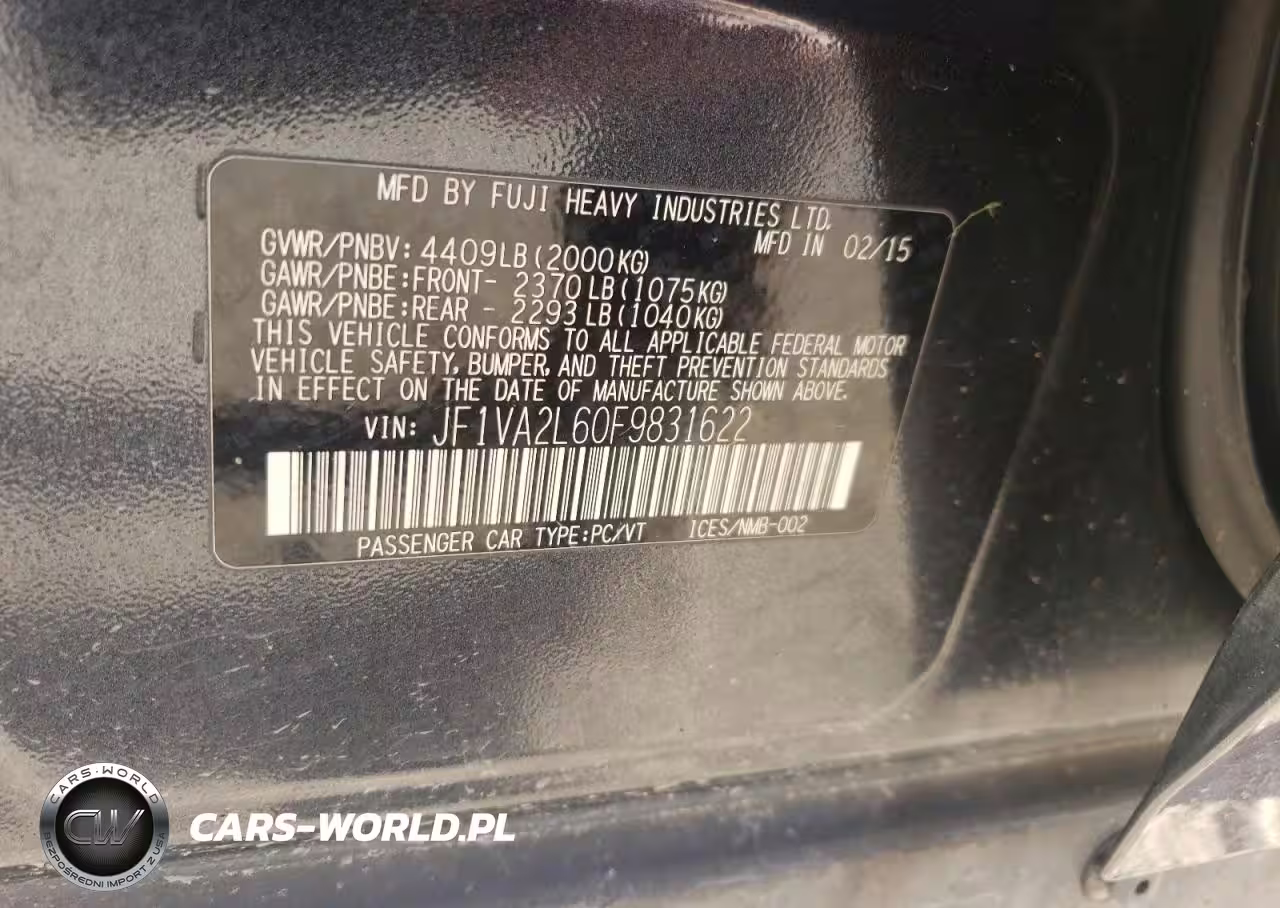 MFD BY FUJI HEAVY INDUSTRIES LTD.
MFD IN 02/15
GVWR/PNBV: 4409LB(2000KG)
GAWR/PNBE:FRONT- 2370LB(1075KG)
GAWR/PNBE:REAR - 2293LB(1040KG)
THIS VEHICLE CONFORMS TO ALL APPLICABLE FEDERAL MOTOR
VEHICLE SAFETY, BUMPER, AND THEFT PREVENTION STANDARDS
IN EFFECT ON THE DATE OF MANUFACTURE SHOWN ABOVE.
VIN: JF1VA2L60F9831622
PASSENGER CAR TYPE:PC/VT ICES/NMB-002
CARS-WORLD
CW
BEZPOŚREDNI IMPORT Z USA
CARS-WORLD.PL